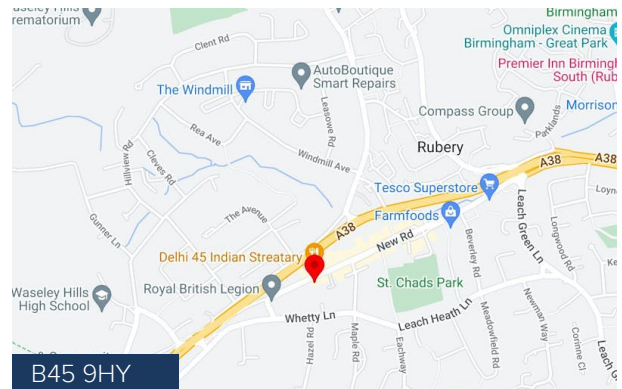 Waseley Hills
Crematorium
Clent Rd
Birmingham
Omniplex Cinema
Birmingham - Great Park
Premier Inn Birmingh
South (Rub
AutoBoutique
Smart Repairs
The Windmill
Leasowe Rd
Compass Group
Morrison
Parklands
Rea Ave
Windmill Ave
Rubery
A38
A38
Hillview Rd
Cleves Rd
Tesco Superstore
Farmfoods
Leach Green Ln
Loyn
Gunner Ln
The Avenue
A38
New Rd
Beverley Rd
Longwood Rd
Delhi 45 Indian Streatary
Royal British Legion
St. Chads Park
Waseley Hills
High School
Whetty Ln
Leach Heath Ln
Hazel Rd
Maple Rd
Eachway
Meadowfield Rd
Newman Way
Corinne Cl
B45 9HY